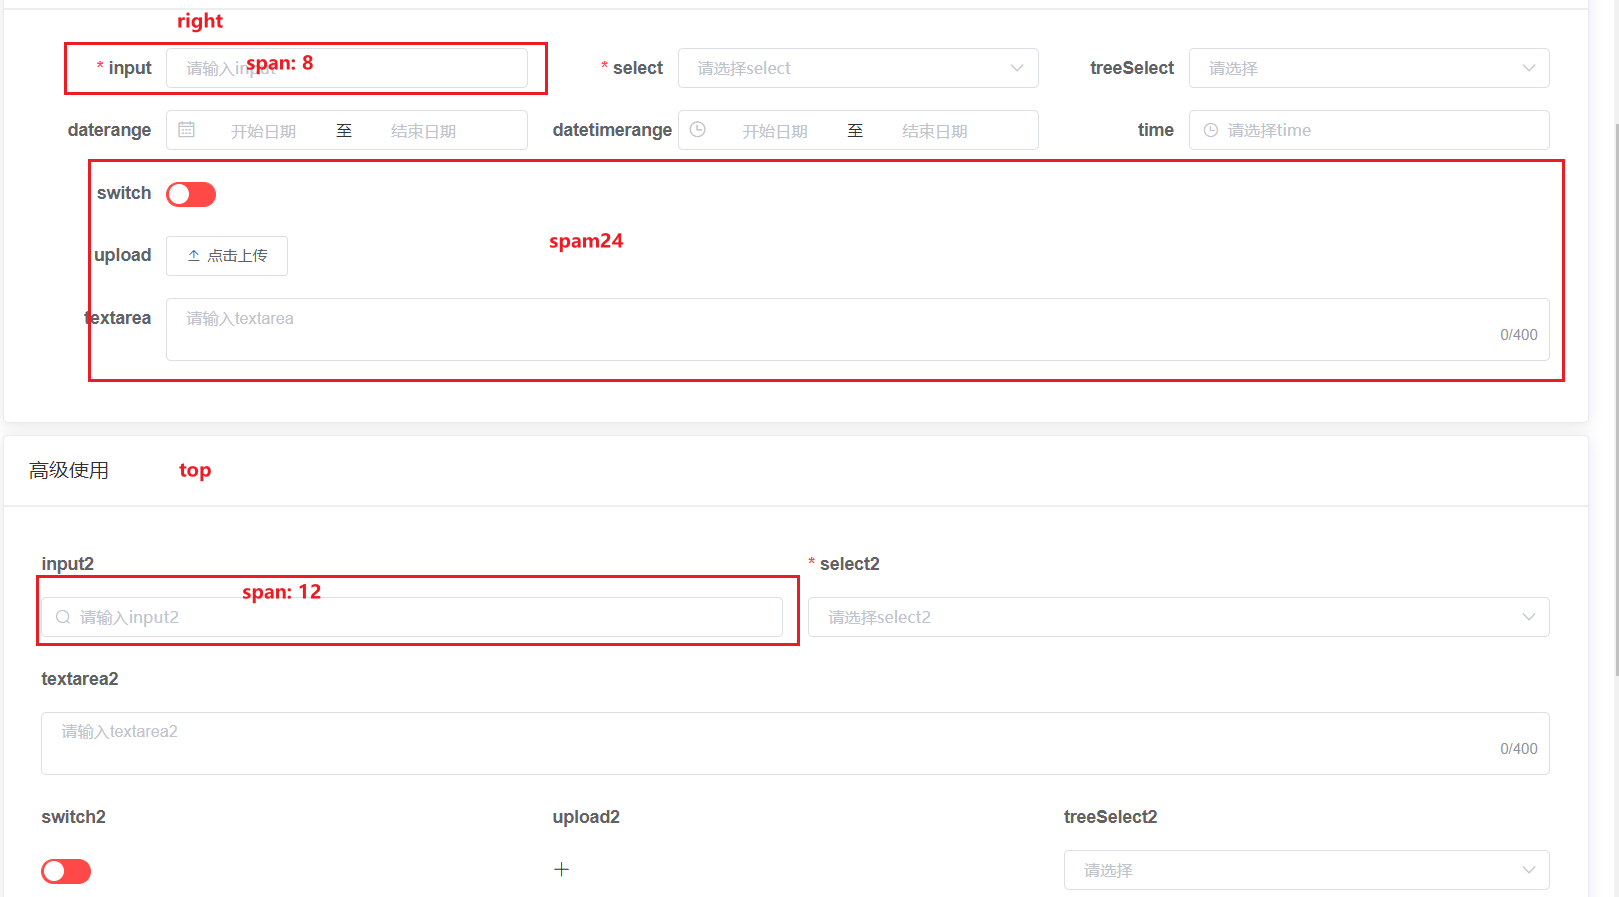 right
* input 请输入input span: 8 * select 请选择select treeSelect 请选择
daterange 开始日期 至 结束日期 datetimerange 开始日期 至 结束日期 time 请选择time
switch
spam24
upload 点击上传
textarea 请输入textarea
0/400
高级使用 top
input2 * select2
span: 12
请输入input2 请选择select2
textarea2
请输入textarea2
0/400
switch2 upload2 treeSelect2
请选择